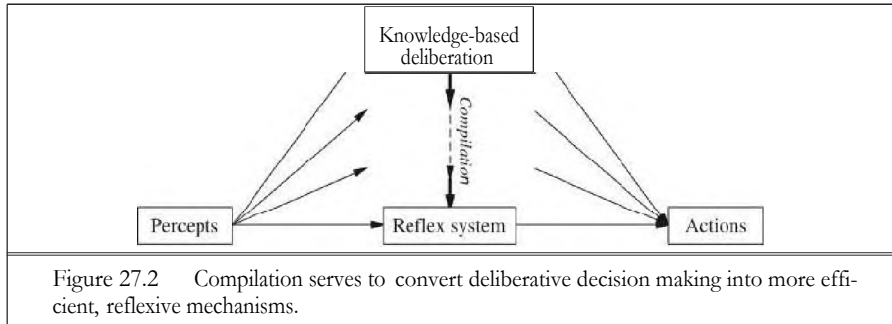 Knowledge-based
deliberation
Compilation
Percepts
Reflex system
Actions
Figure 27.2 Compilation serves to convert deliberative decision making into more effi-
cient, reflexive mechanisms.